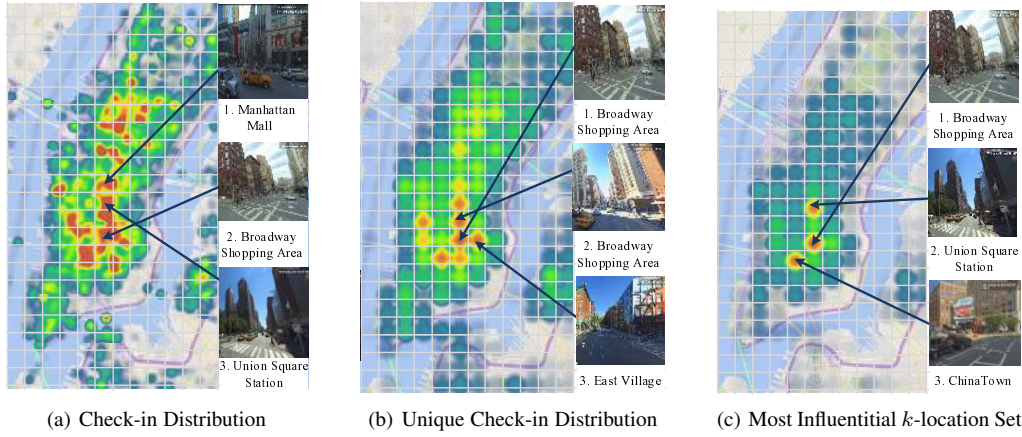 1. Manhattan
Mall
2. Broadway
Shopping Area
3. Union Square
Station
(a) Check-in Distribution
1. Broadway
Shopping Area
2. Broadway
Shopping Area
3. East Village
(b) Unique Check-in Distribution
1. Broadway
Shopping Area
2. Union Square
Station
3. ChinaTown
(c) Most Influentitial k-location Set